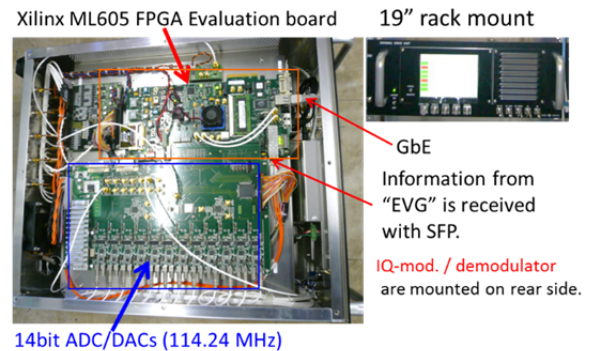 Xilinx ML605 FPGA Evaluation board
19” rack mount
GbE
Information from
“EVG” is received
with SFP.
IQ-mod. / demodulator
are mounted on rear side.
14bit ADC/DACs (114.24 MHz)